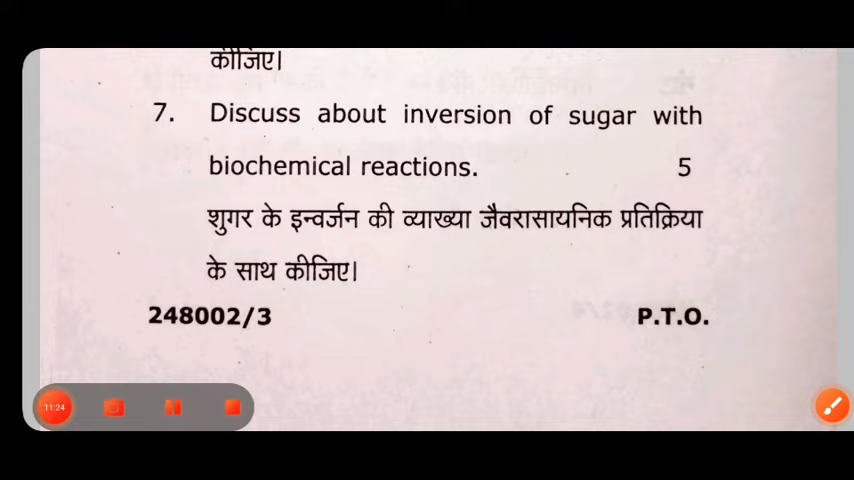 कीजिए।
7. Discuss about inversion of sugar with
biochemical reactions. 5
शुगर के इन्वर्जन की व्याख्या जैवरासायनिक प्रतिक्रिया
के साथ कीजिए।
248002/3 P.T.O.
11:24